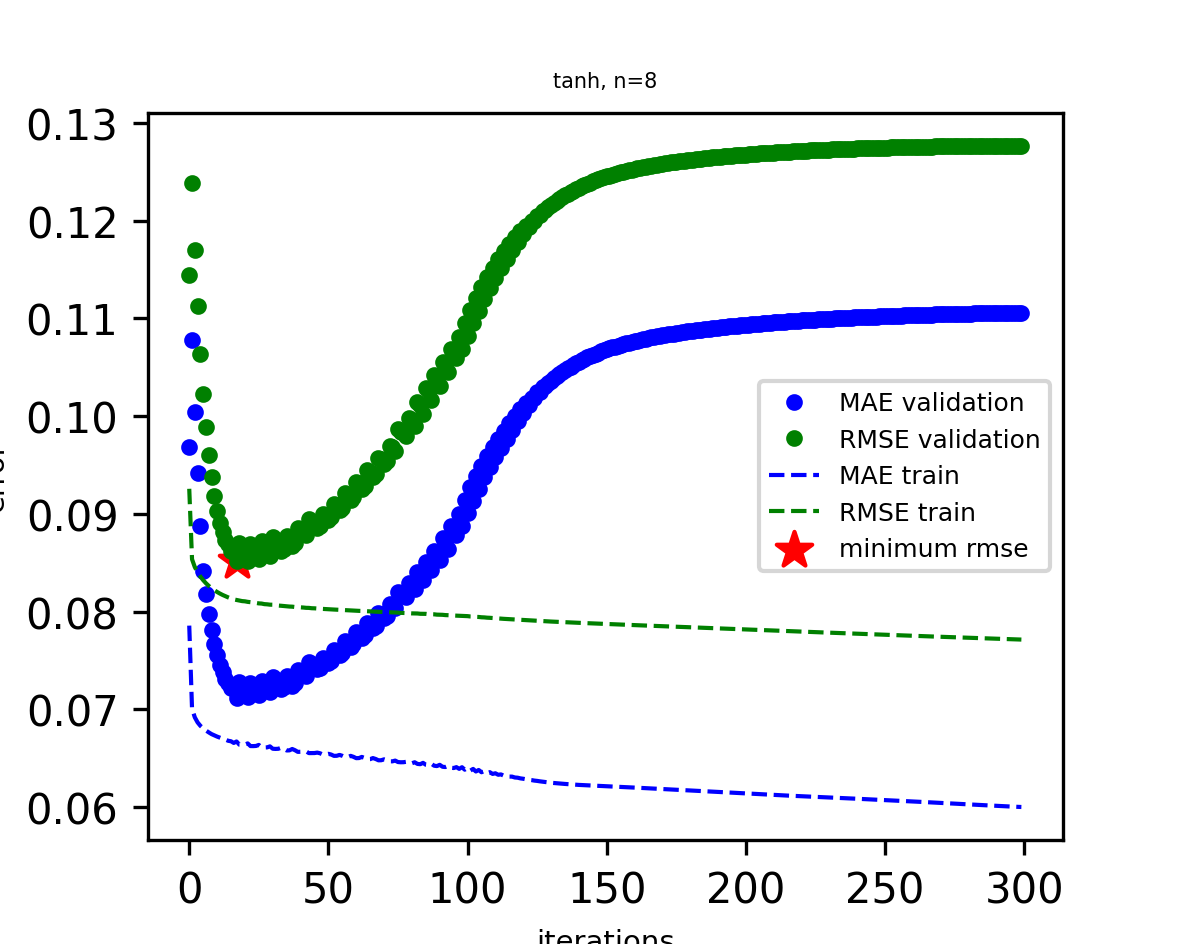 tanh, n=8
0.13
0.12
0.11
0.10
0.09
0.08
0.07
0.06
MAE validation
RMSE validation
MAE train
RMSE train
minimum rmse
0 50 100 150 200 250 300
iterations